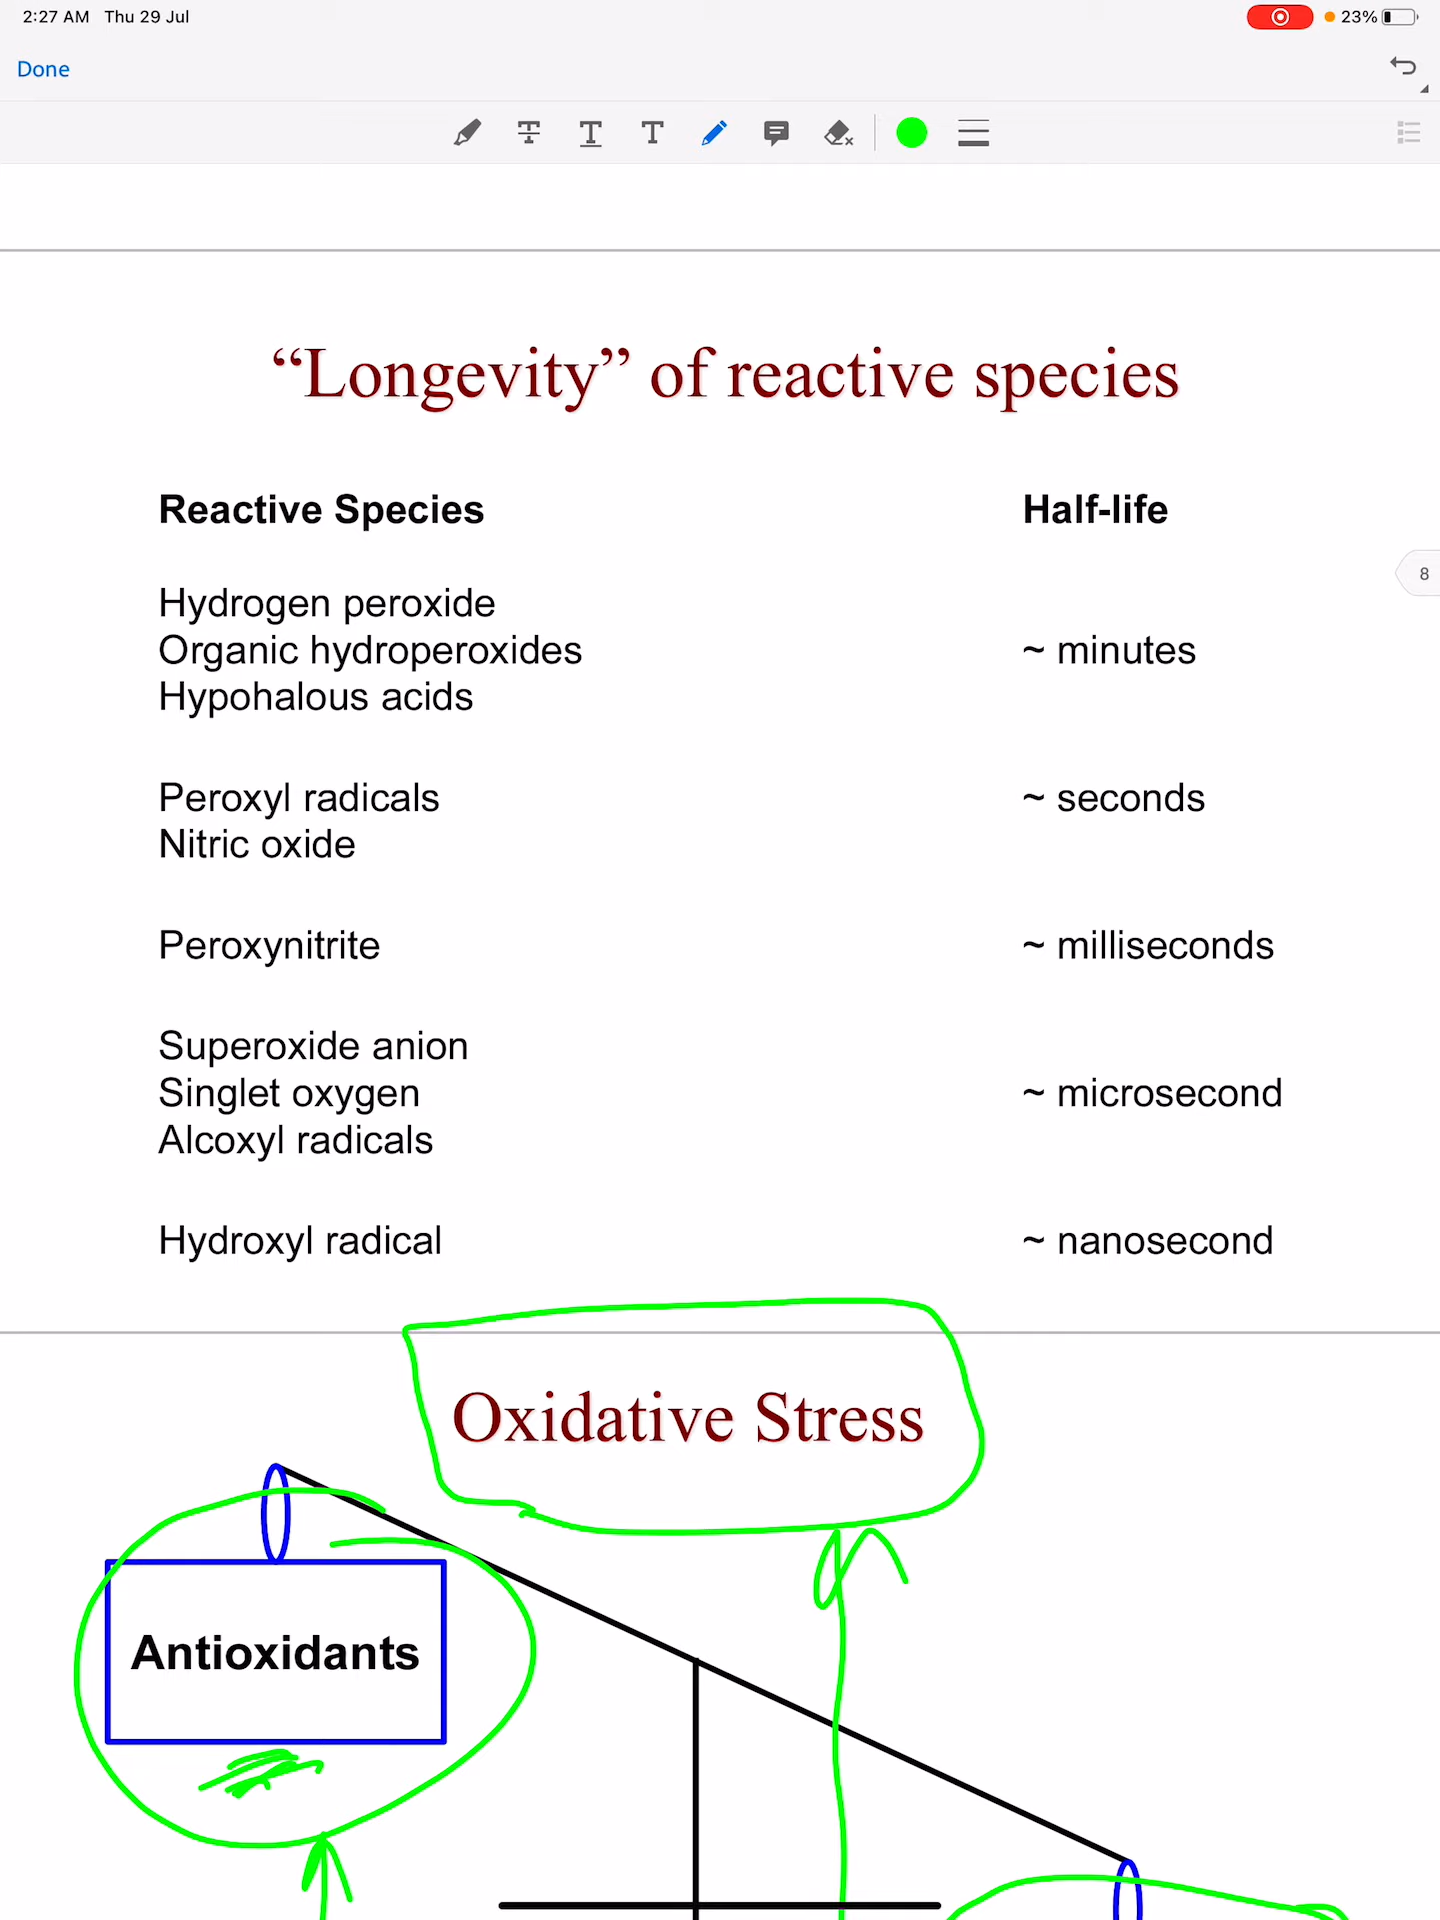 2:27 AM Thu 29 Jul
23%
Done
T T T
“Longevity” of reactive species
Reactive Species Half-life
8
Hydrogen peroxide
Organic hydroperoxides ~ minutes
Hypohalous acids
Peroxyl radicals ~ seconds
Nitric oxide
Peroxynitrite ~ milliseconds
Superoxide anion
Singlet oxygen ~ microsecond
Alcoxyl radicals
Hydroxyl radical ~ nanosecond
Oxidative Stress
Antioxidants